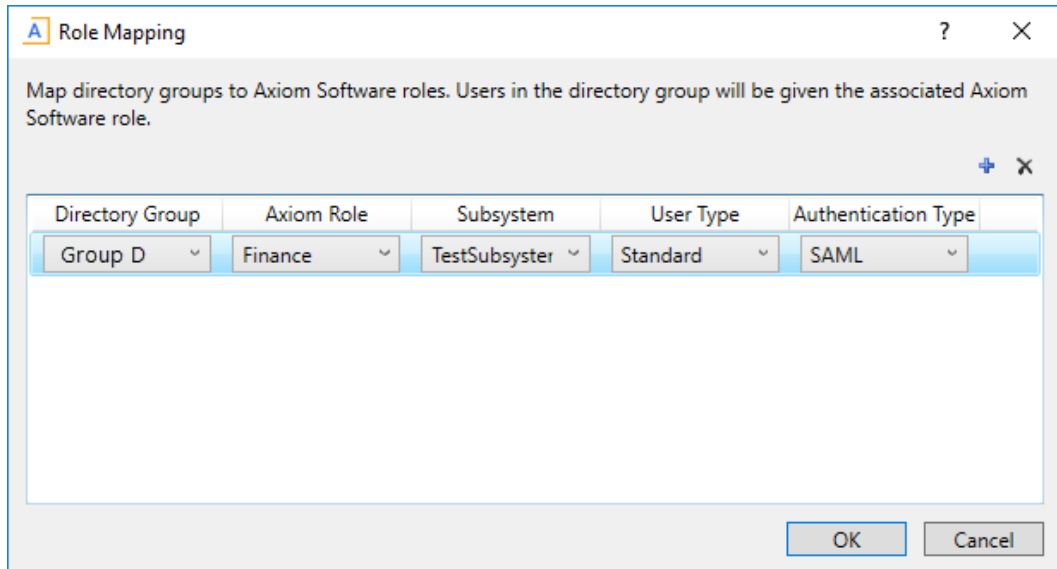 A Role Mapping ?
Map directory groups to Axiom Software roles. Users in the directory group will be given the associated Axiom
Software role.
Directory Group Axiom Role Subsystem User Type Authentication Type
Group D Finance TestSubsyster Standard SAML
OK Cancel